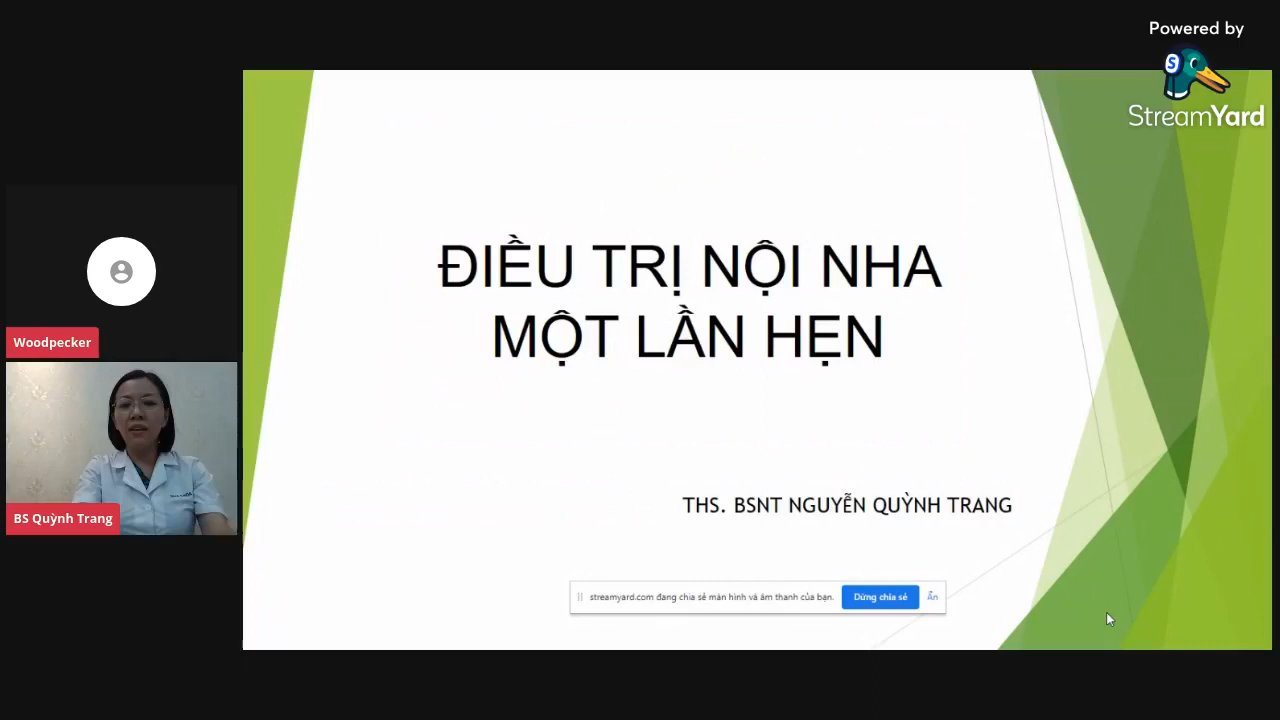 Powered by
StreamYard
ĐIỀU TRỊ NỘI NHA
MỘT LẦN HẸN
THS. BSNT NGUYỄN QUỲNH TRANG
streamyard.com đang chia sẻ màn hình và âm thanh của bạn.
Dừng chia sẻ
Ẩn
Woodpecker
BS Quỳnh Trang